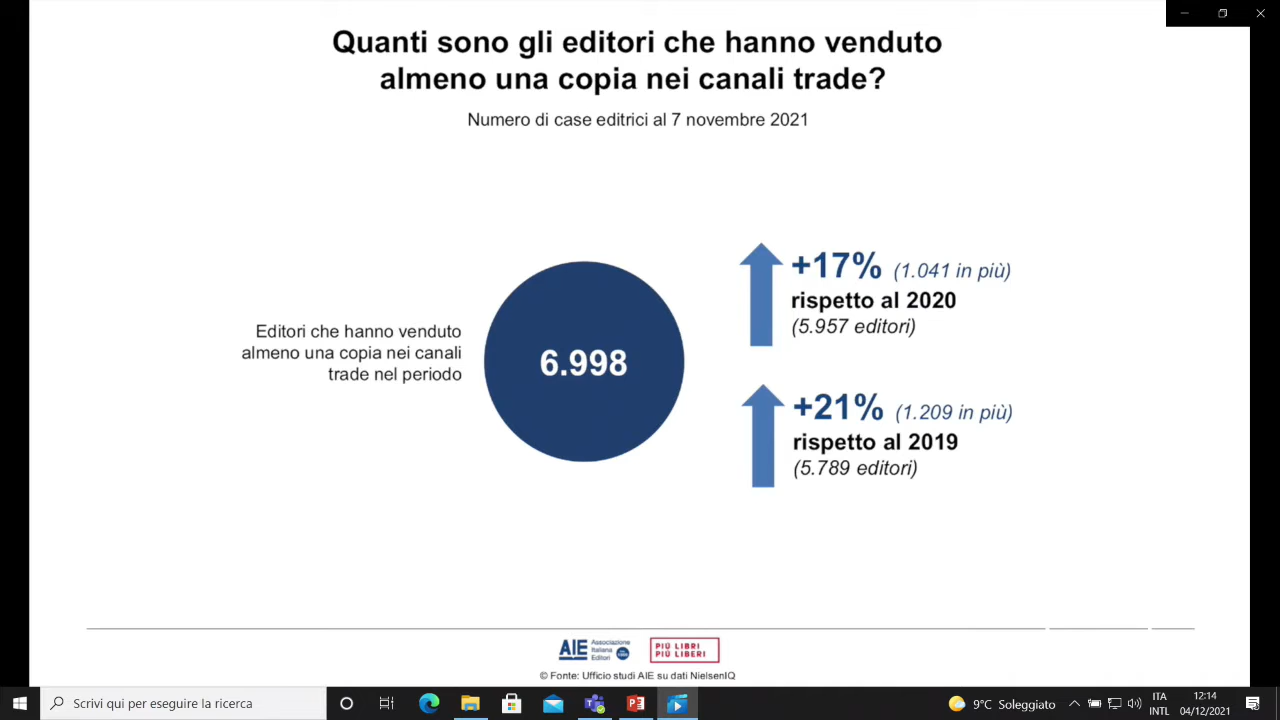 Quanti sono gli editori che hanno venduto
almeno una copia nei canali trade?
Numero di case editrici al 7 novembre 2021
Editori che hanno venduto
almeno una copia nei canali
trade nel periodo
6.998
+17% (1.041 in più)
rispetto al 2020
(5.957 editori)
+21% (1.209 in più)
rispetto al 2019
(5.789 editori)
AIE Associazione
Italiana
Editori
PIÙ LIBRI
PIÙ LIBERI
© Fonte: Ufficio studi AIE su dati NielsenIQ
Scrivi qui per eseguire la ricerca
9°C Soleggiato
ITA
INTL
12:14
04/12/2021